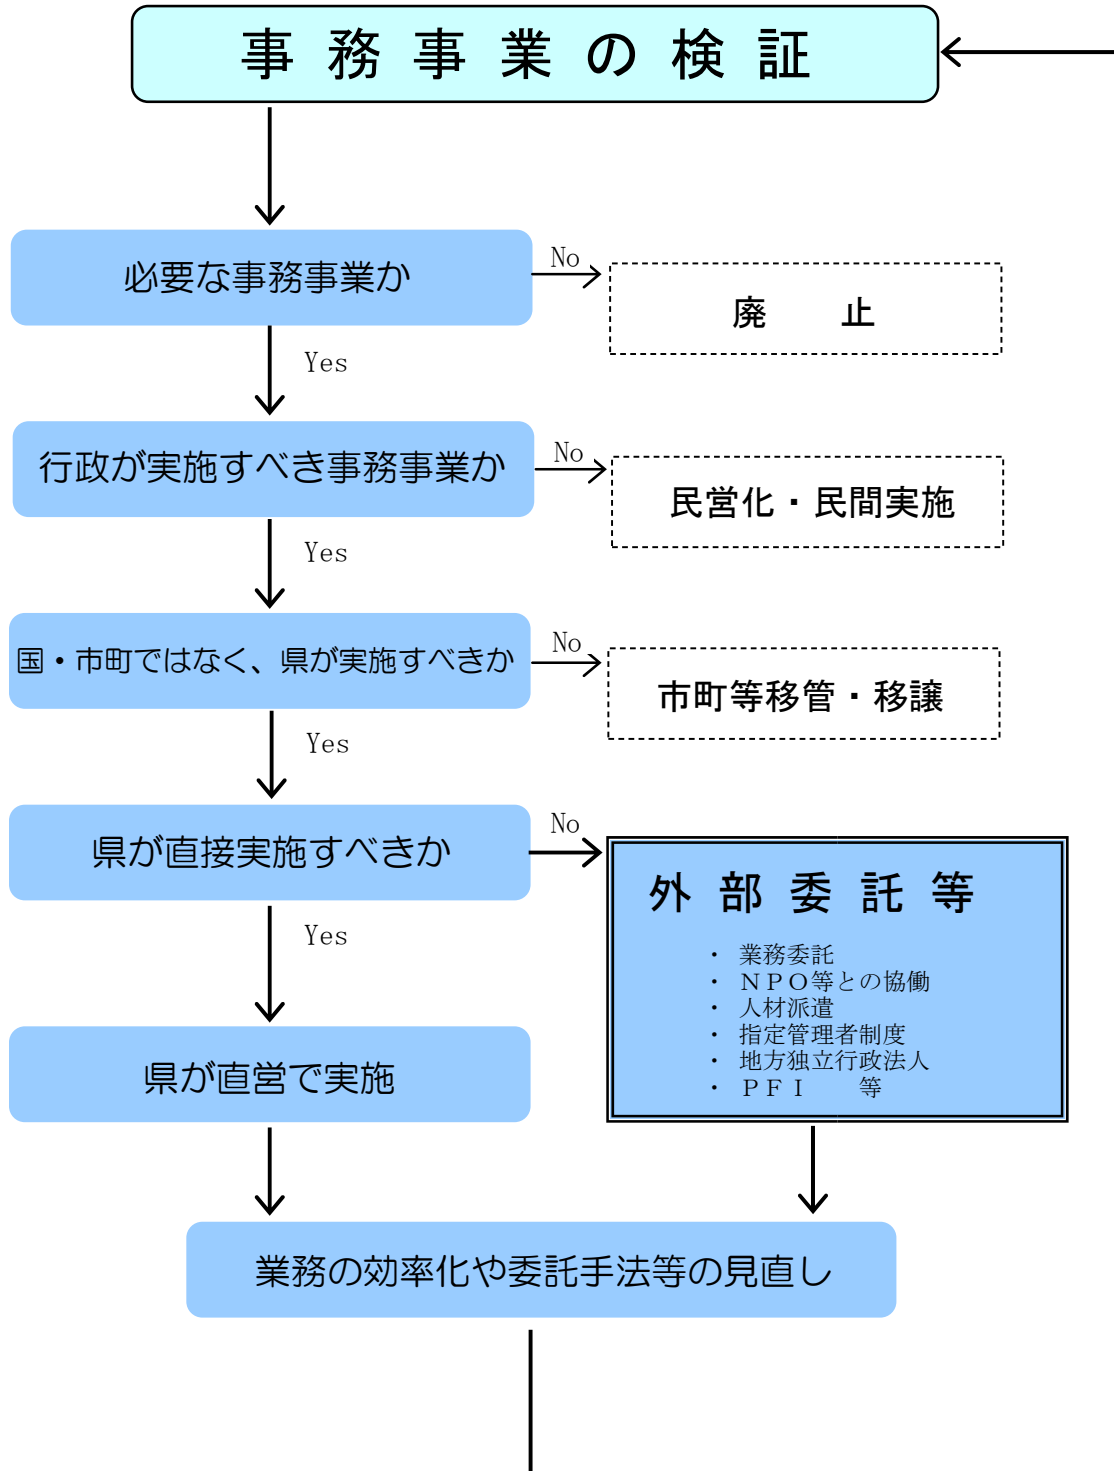 事務事業の検証
必要な事務事業か
No
廃　　止
Yes
行政が実施すべき事務事業か
No
民営化・民間実施
Yes
国・市町ではなく、県が実施すべきか
No
市町等移管・移譲
Yes
県が直接実施すべきか
No
外部委託等
・ 業務委託
・ ＮＰＯ等との協働
・ 人材派遣
・ 指定管理者制度
・ 地方独立行政法人
・ ＰＦＩ　　等
Yes
県が直営で実施
業務の効率化や委託手法等の見直し